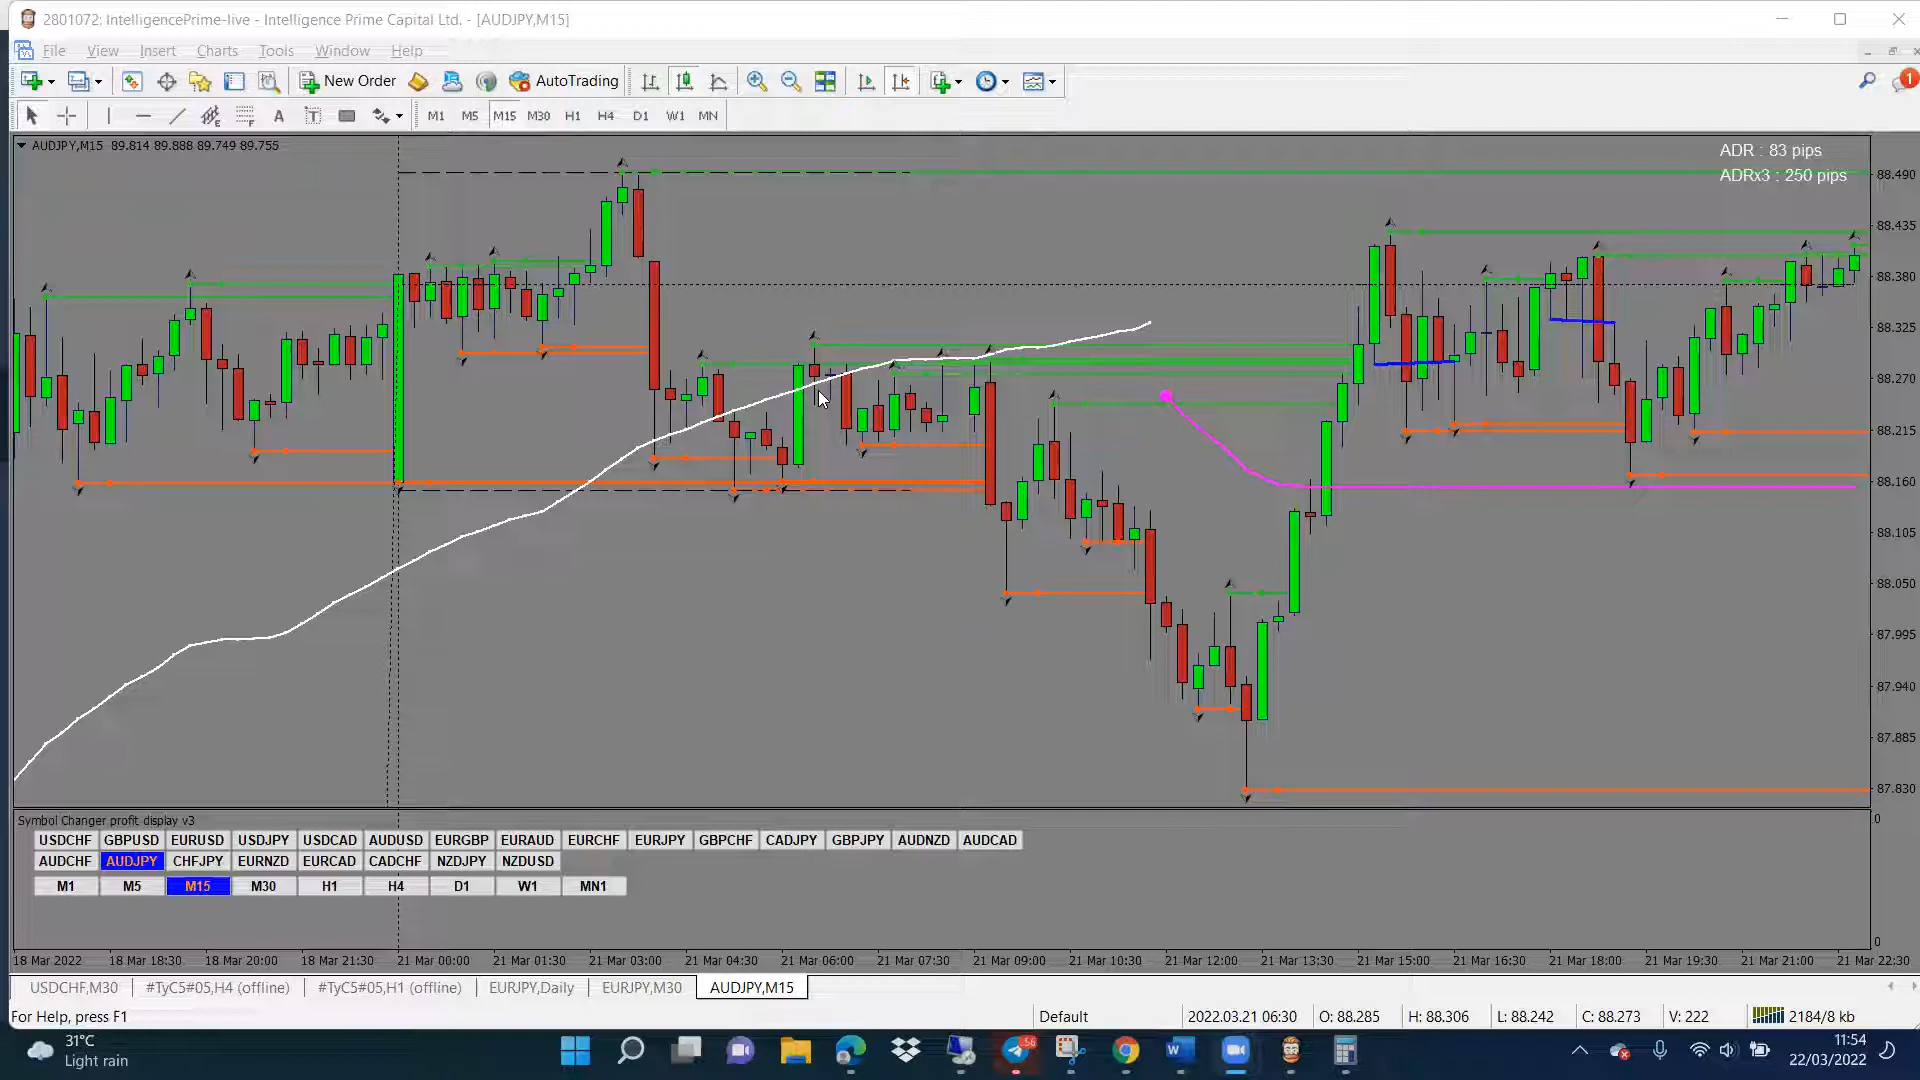 2801072: IntelligencePrime-live - Intelligence Prime Capital Ltd. - [AUDJPY,M15]
File View Insert Charts Tools Window Help
New Order AutoTrading 1
A T M1 M5 M15 M30 H1 H4 D1 W1 MN
AUDJPY,M15 89.814 89.888 89.749 89.755
ADR : 83 pips
ADRx3 : 250 pips
88.490
88.435
88.380
88.325
88.270
88.215
88.160
88.105
88.050
87.995
87.940
87.885
87.830
Symbol Changer profit display v3
0
USDCHF GBPUSD EURUSD USDJPY USDCAD AUDUSD EURGBP EURAUD EURCHF EURJPY GBPCHF CADJPY GBPJPY AUDNZD AUDCAD
AUDCHF AUDJPY CHFJPY EURNZD EURCAD CADCHF NZDJPY NZDUSD
M1 M5 M15 M30 H1 H4 D1 W1 MN1
0
18 Mar 2022 18 Mar 18:30 18 Mar 20:00 18 Mar 21:30 21 Mar 00:00 21 Mar 01:30 21 Mar 03:00 21 Mar 04:30 21 Mar 06:00 21 Mar 07:30 21 Mar 09:00 21 Mar 10:30 21 Mar 12:00 21 Mar 13:30 21 Mar 15:00 21 Mar 16:30 21 Mar 18:00 21 Mar 19:30 21 Mar 21:00 21 Mar 22:30
USDCHF,M30 #TyC5#05,H4 (offline) #TyC5#05,H1 (offline) EURJPY,Daily EURJPY,M30 AUDJPY,M15
For Help, press F1 Default 2022.03.21 06:30 O: 88.285 H: 88.306 L: 88.242 C: 88.273 V: 222 2184/8 kb
31°C
Light rain
56
11:54
22/03/2022